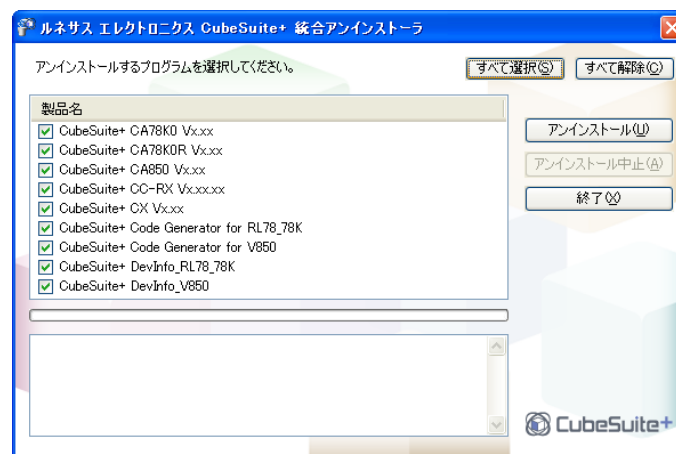 ルネサス エレクトロニクス CubeSuite+ 統合アンインストーラ
アンインストールするプログラムを選択してください。
すべて選択(S)
すべて解除(C)
製品名
CubeSuite+ CA78K0 Vx.xx
CubeSuite+ CA78K0R Vx.xx
CubeSuite+ CA850 Vx.xx
CubeSuite+ CC-RX Vx.xx.xx
CubeSuite+ CX Vx.xx
CubeSuite+ Code Generator for RL78_78K
CubeSuite+ Code Generator for V850
CubeSuite+ DevInfo_RL78_78K
CubeSuite+ DevInfo_V850
アンインストール(U)
アンインストール中止(A)
終了(X)
CubeSuite+